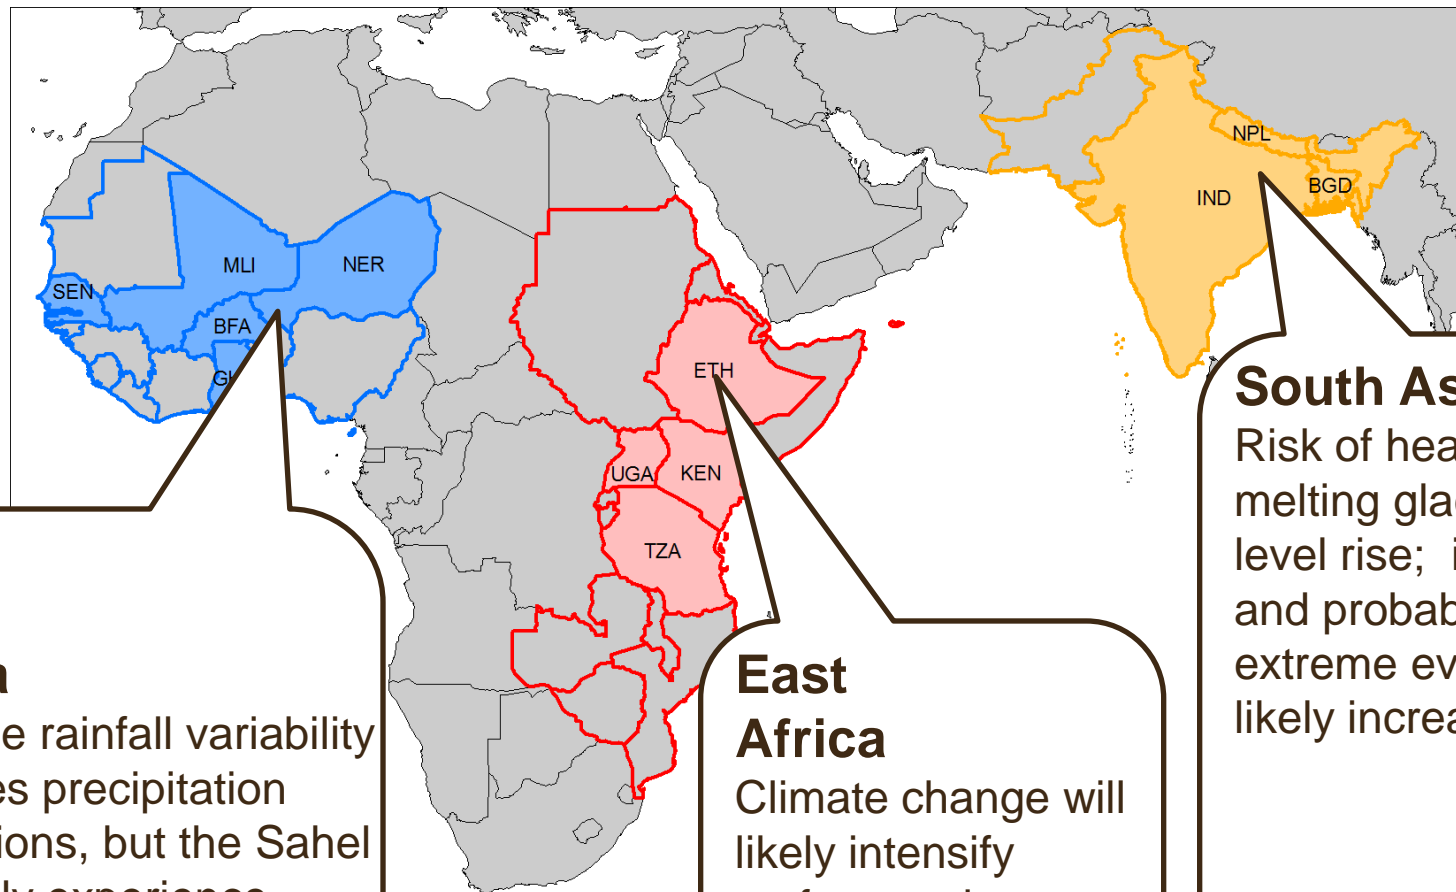 NPL
BGD
IND
MLI
NER
SEN
BFA
ETH
UGA
KEN
TZA
South As
Risk of hea
melting gla
level rise; i
and probab
extreme ev
likely increa
a
e rainfall variability
es precipitation
ions, but the Sahel
ly experience
East
Africa
Climate change will
likely intensify